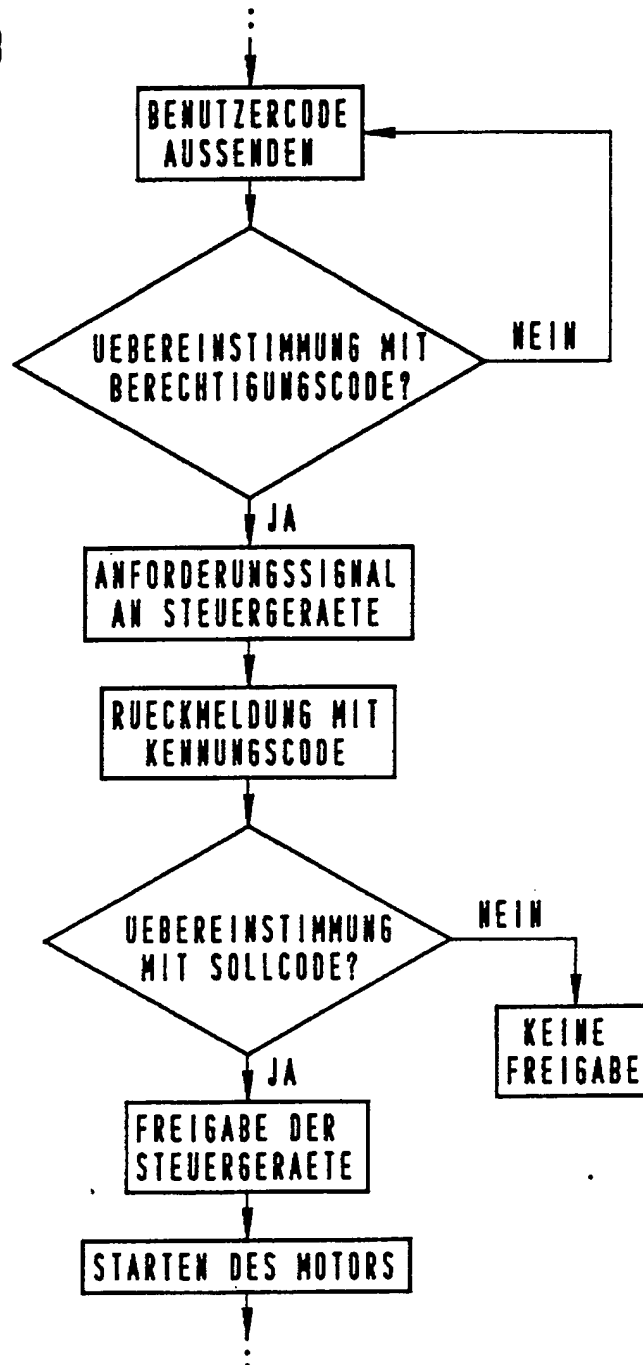 BENUTZERCODE
AUSSENDEN
UEBEREINSTIMMUNG MIT
BERECHTIGUNGSCODE?
NEIN
JA
ANFORDERUNGSSIGNAL
AN STEUERGERAETE
RUECKMELDUNG MIT
KENNUNGSCODE
UEBEREINSTIMMUNG
MIT SOLLCODE?
NEIN
KEINE
FREIGABE
JA
FREIGABE DER
STEUERGERAETE
STARTEN DES MOTORS